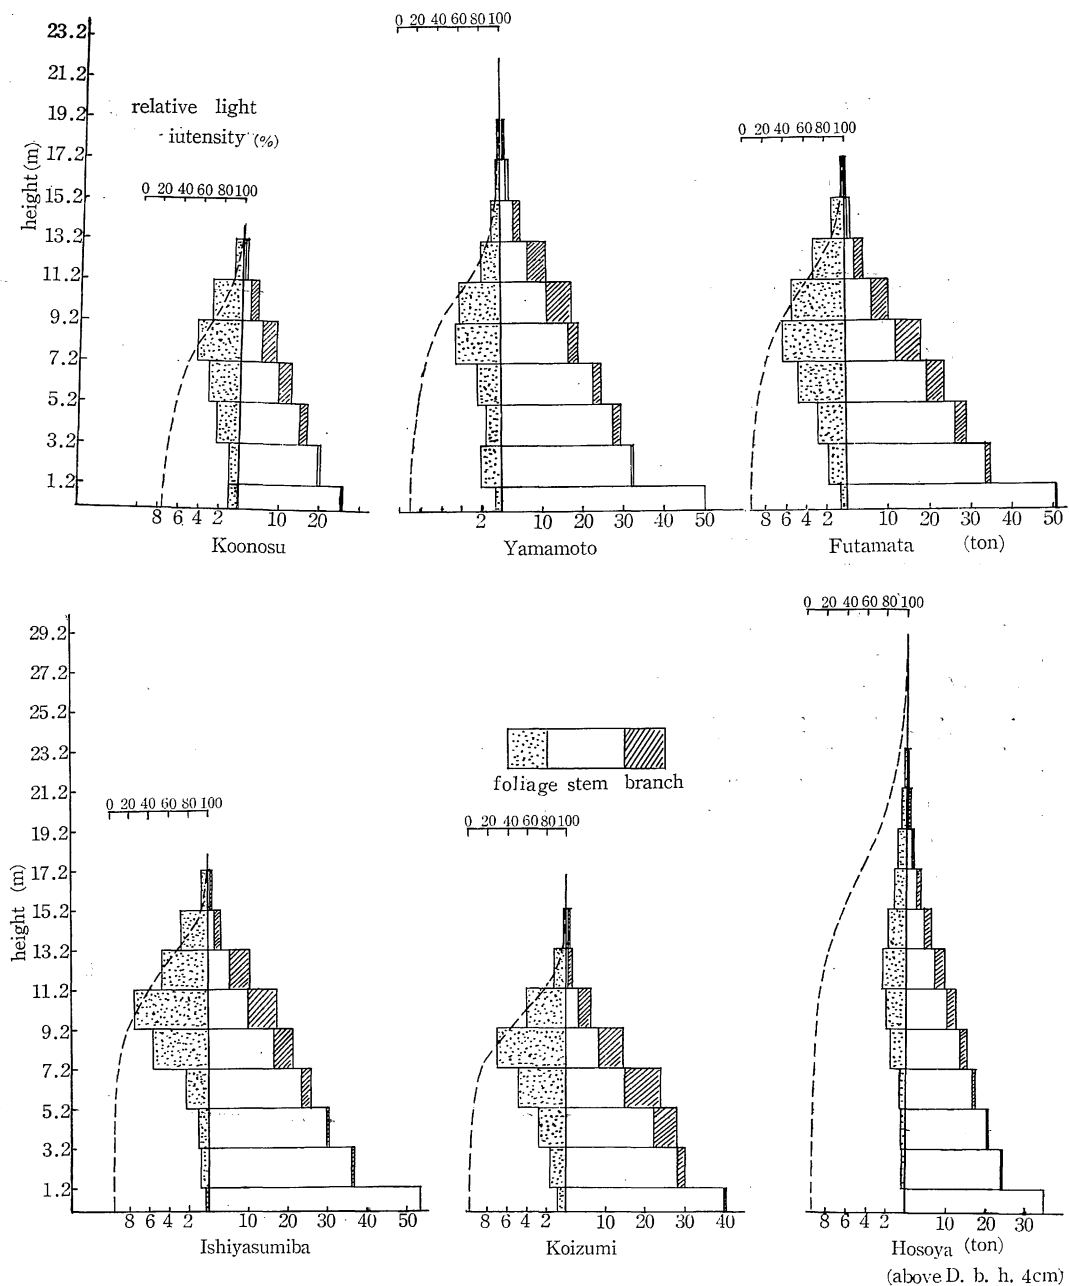 0 20 40 60 80 100
23.2
21.2
relative light
iutensity (%)
19.2
0 20 40 60 80 100
17.2
height (m)
0 20 40 60 80 100
15.2
13.2
11.2
9.2
7.2
5.2
3.2
1.2
8 6 4 2 10 20
2 10 20 30 40 50
8 6 4 2 10 20 30 40 50
Koonosu
Yamamoto
Futamata (ton)
0 20 40 60 80 100
29.2
27.2
25.2
23.2
foliage stem branch
21.2
0 20 40 60 80 100
0 20 40 60 80 100
19.2
17.2
height (m)
15.2
13.2
11.2
9.2
7.2
5.2
3.2
1.2
8 6 4 2 10 20 30 40 50
8 6 4 2 10 20 30 40
8 6 4 2 10 20 30
Ishiyasumiba
Koizumi
Hosoya (ton)
(above D. b. h. 4cm)